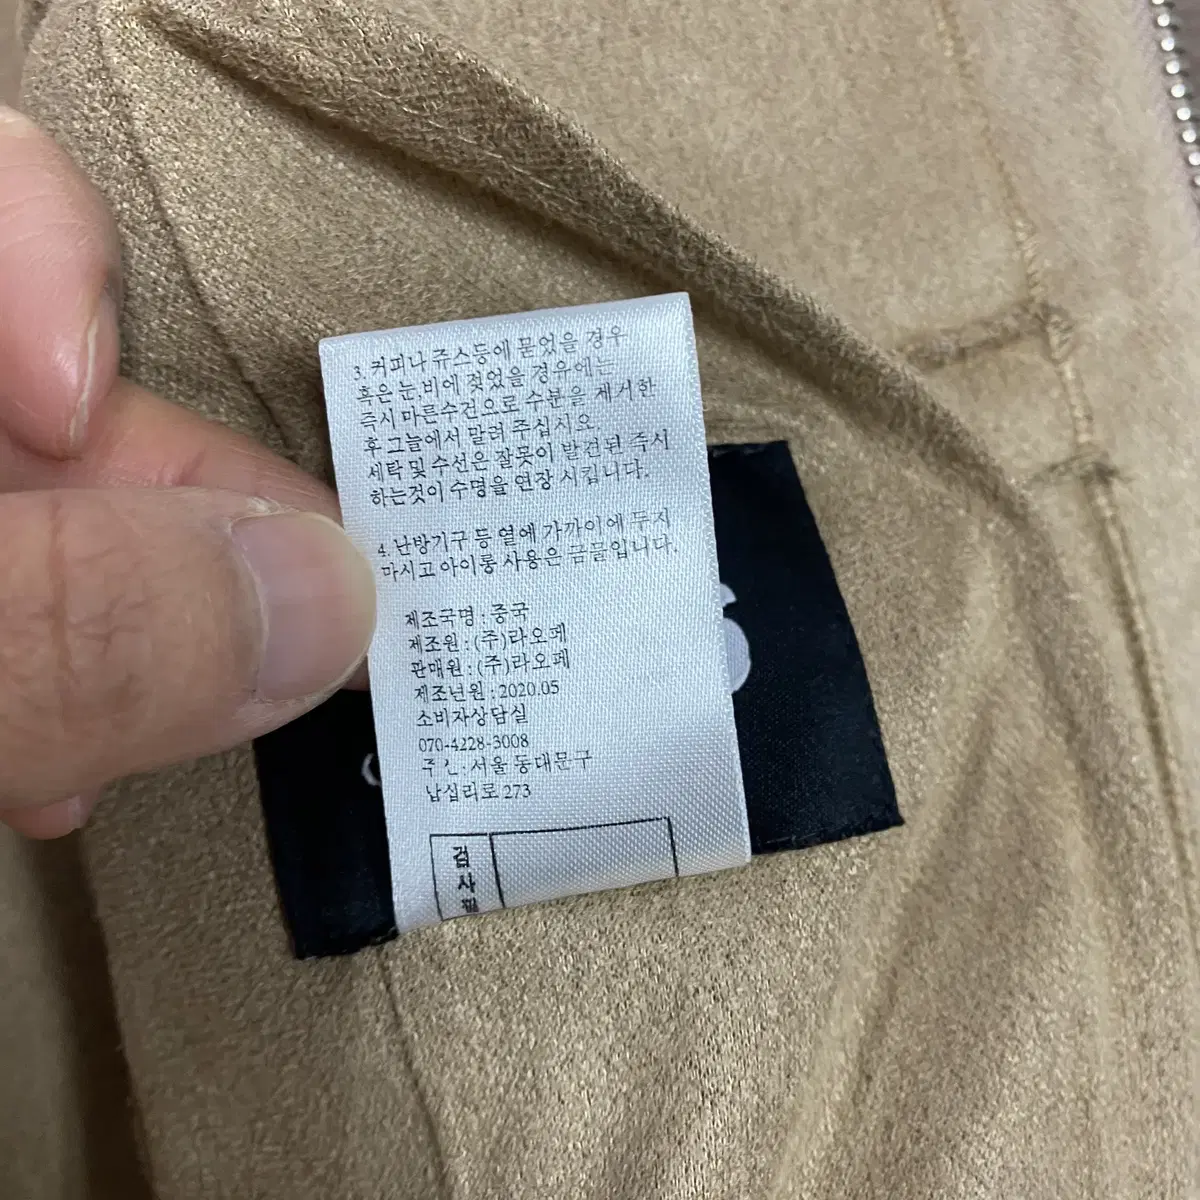 3. 커피나 쥬스등에 묻었을 경우
혹은 눈.비에 젖었을 경우에는
즉시 마른수건으로 수분을 제거한
후 그늘에서 말려 주십시요.
세탁 및 수선은 잘못이 발견된 즉시
하는것이 수명을 연장 시킵니다.
4. 난방기구 등 열에 가까이에 두지
마시고 아이롱 사용은 금물입니다.
제조국명 : 중국
제조원 : (주)라오페
판매원 : (주)라오페
제조년원 : 2020.05
소비자상담실
070-4228-3008
주소 : 서울 동대문구
답십리로 273
검
사
필